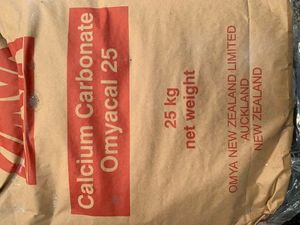 Calcium Carbonate
Omyacal 25
25 kg
net weight
OMYA NEW ZEALAND LIMITED
AUCKLAND
NEW ZEALAND